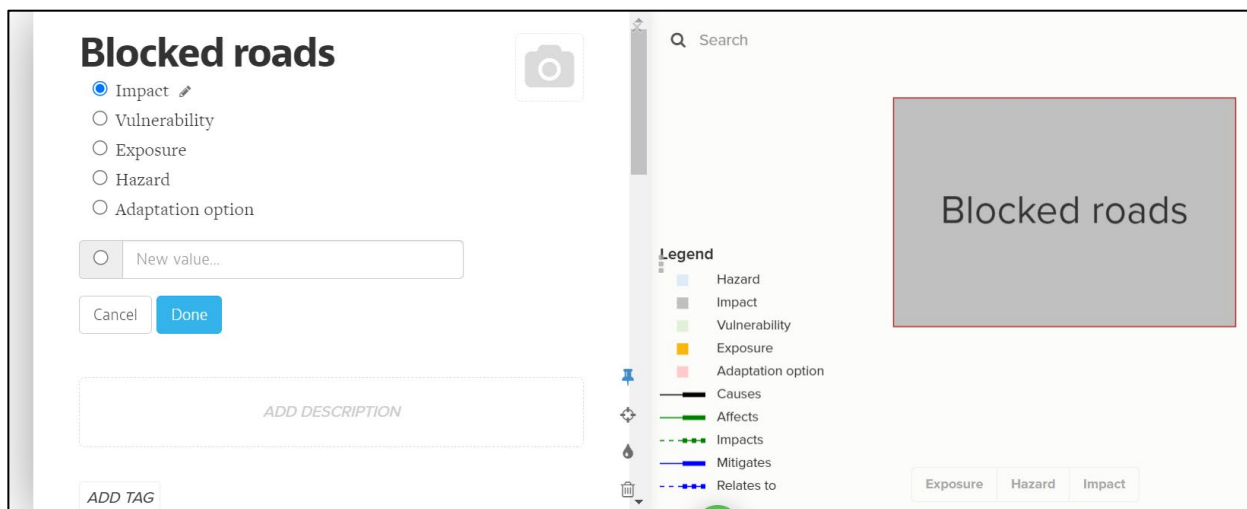 Blocked roads
Impact
Vulnerability
Exposure
Hazard
Adaptation option
New value...
Cancel Done
ADD DESCRIPTION
ADD TAG
Search
Blocked roads
Legend
Hazard
Impact
Vulnerability
Exposure
Adaptation option
Causes
Affects
Impacts
Mitigates
Relates to
Exposure Hazard Impact